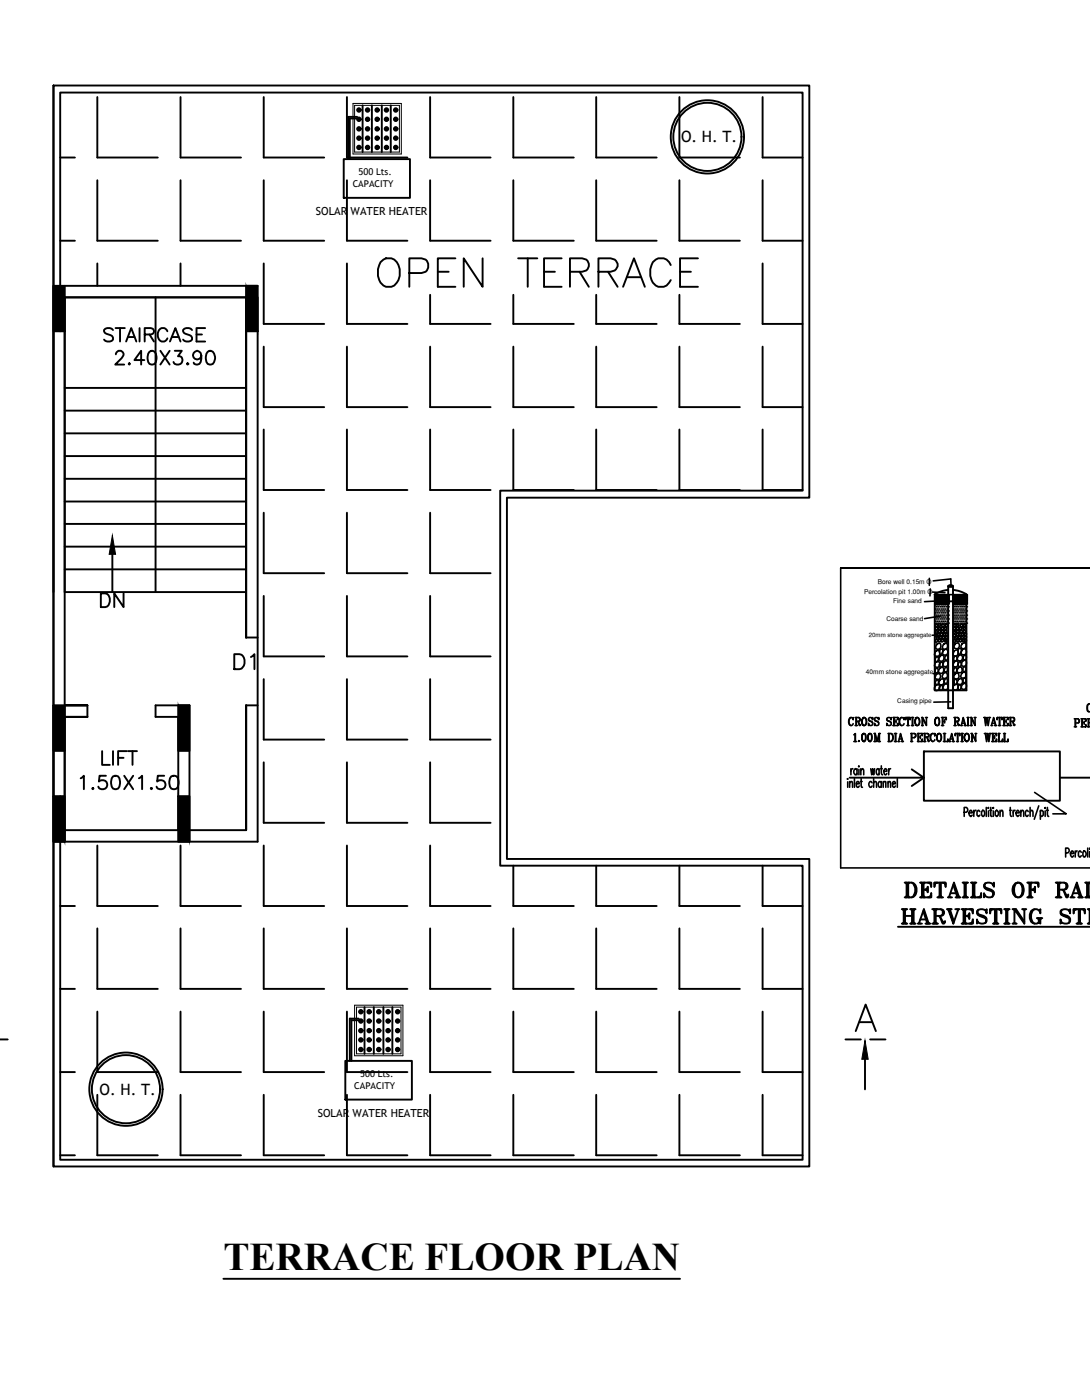 O. H. T.
500 Lts.
CAPACITY
SOLAR WATER HEATER
OPEN TERRACE
STAIRCASE
2.40X3.90
DN
D1
LIFT
1.50X1.50
500 Lts.
CAPACITY
SOLAR WATER HEATER
O. H. T.
TERRACE FLOOR PLAN
Bore well 0.15m
Percolation pit 1.00m
Fine sand
Coarse sand
20mm stone aggregate
40mm stone aggregate
Casing pipe
CROSS SECTION OF RAIN WATER
1.00M DIA PERCOLATION WELL
rain water
inlet channel
Percolition trench/pit
DETAILS OF
HARVESTING
A